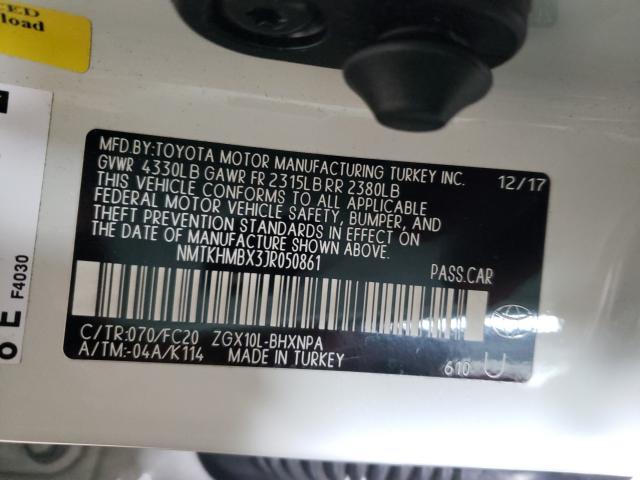 CED
load
F4030
MFD.BY:TOYOTA MOTOR MANUFACTURING TURKEY INC. 12/17
GVWR 4330LB GAWR FR 2315LB RR 2380LB
THIS VEHICLE CONFORMS TO ALL APPLICABLE
FEDERAL MOTOR VEHICLE SAFETY, BUMPER, AND
THEFT PREVENTION STANDARDS IN EFFECT ON
THE DATE OF MANUFACTURE SHOWN ABOVE.
NMTKHMBX3JR050861 PASS.CAR
C/TR:070/FC20 ZGX10L-BHXNPA
A/TM:-04A/K114 MADE IN TURKEY 610 U